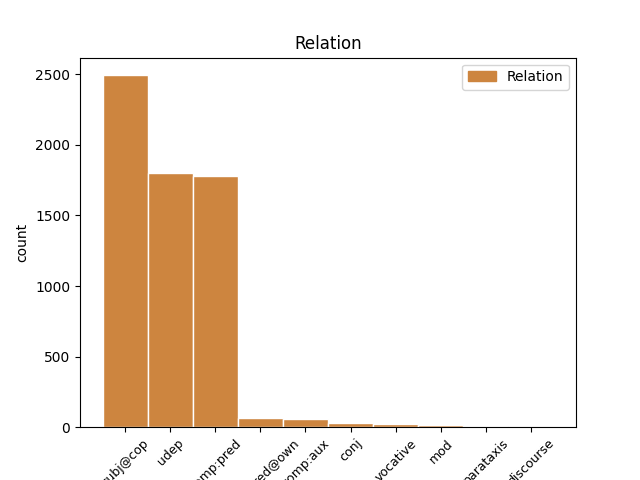 Relation
Relation
count
2500
2000
1500
1000
500
0
ubj@cop
udep
mp:pred
ed@own
omp:aux
conj
vocative
mod
parataxis
discourse